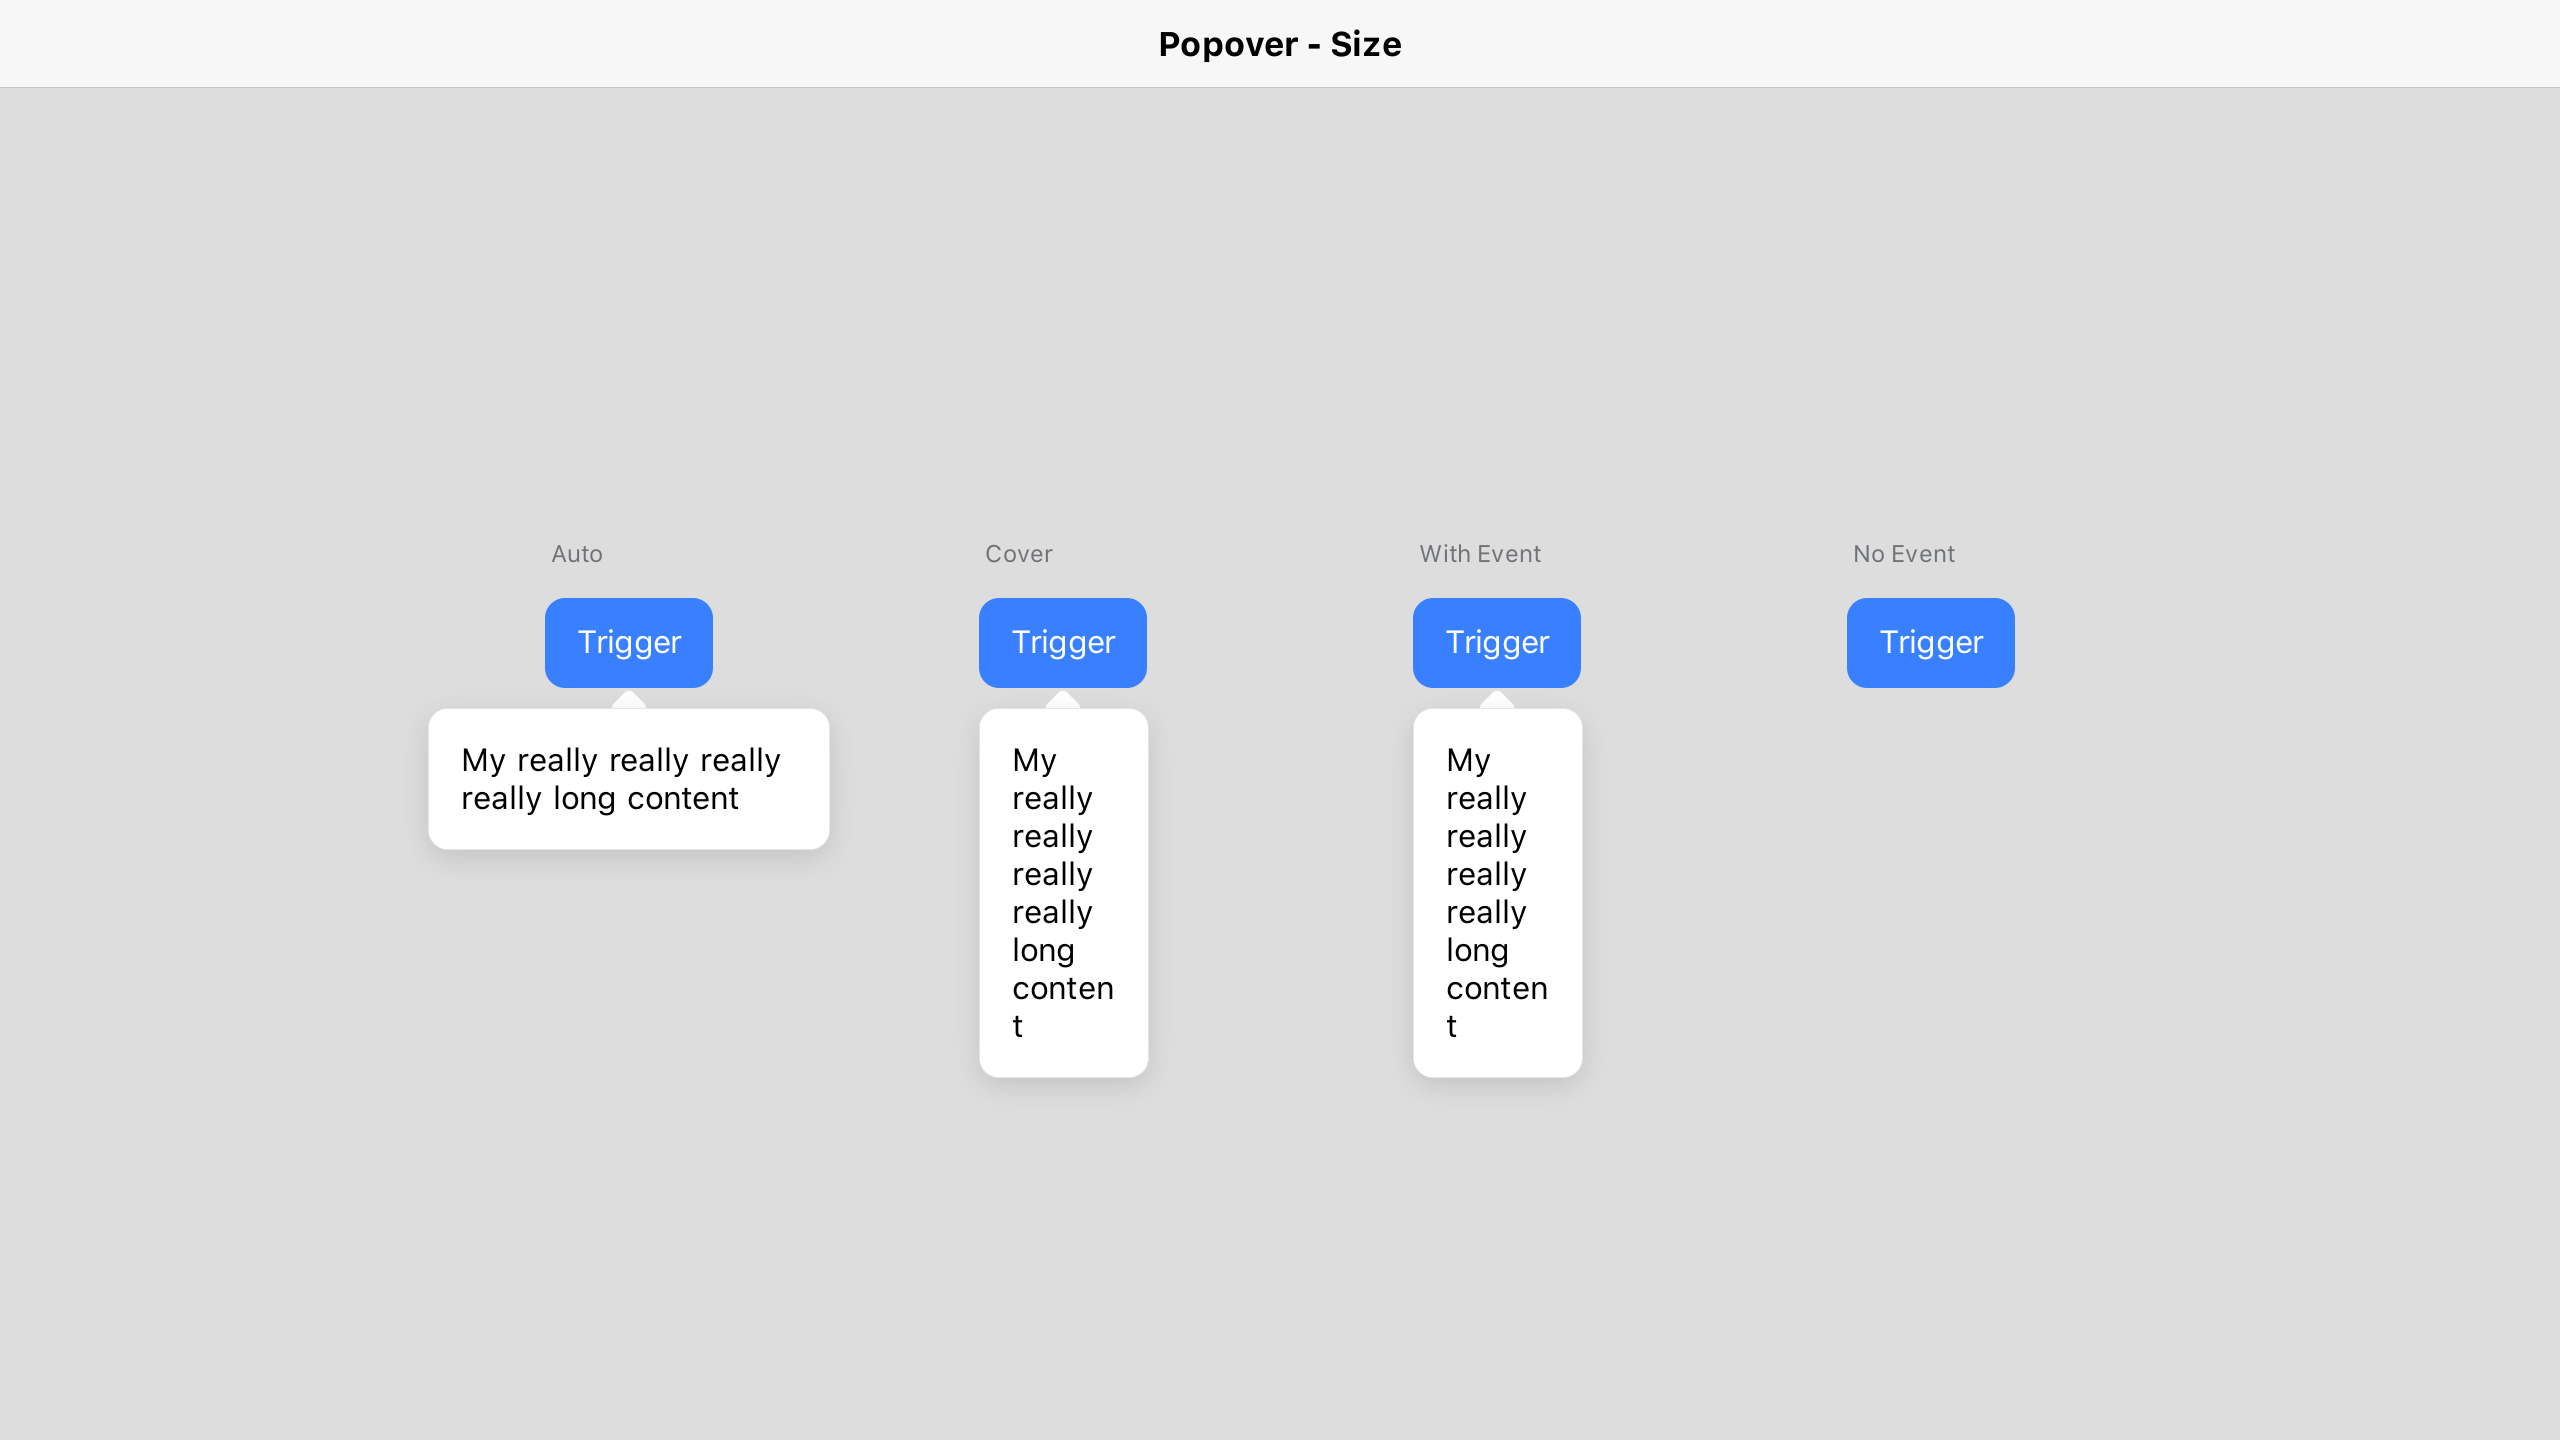 Popover - Size
Auto
Trigger
My really really really
really long content
Cover
Trigger
My
really
really
really
really
long
conten
t
With Event
Trigger
My
really
really
really
really
long
conten
t
No Event
Trigger